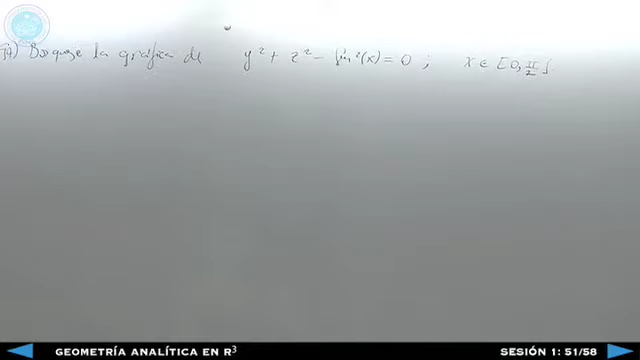 Bosqueje la gráfica de y² + z² - sin²(x) = 0 ; x ∈ [0, π/2].
GEOMETRÍA ANALÍTICA EN R³
SESIÓN 1: 51/58